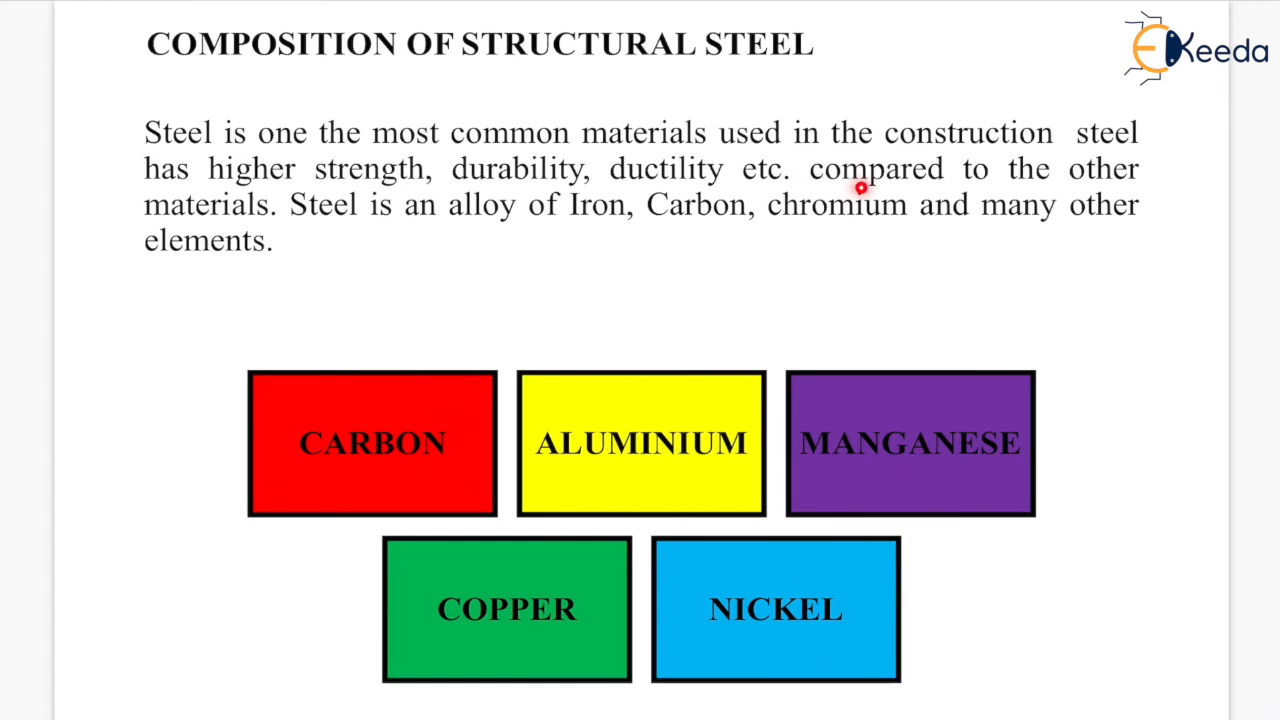 COMPOSITION OF STRUCTURAL STEEL
EKeeda
Steel is one the most common materials used in the construction steel
has higher strength, durability, ductility etc. compared to the other
materials. Steel is an alloy of Iron, Carbon, chromium and many other
elements.
CARBON
ALUMINIUM
MANGANESE
COPPER
NICKEL